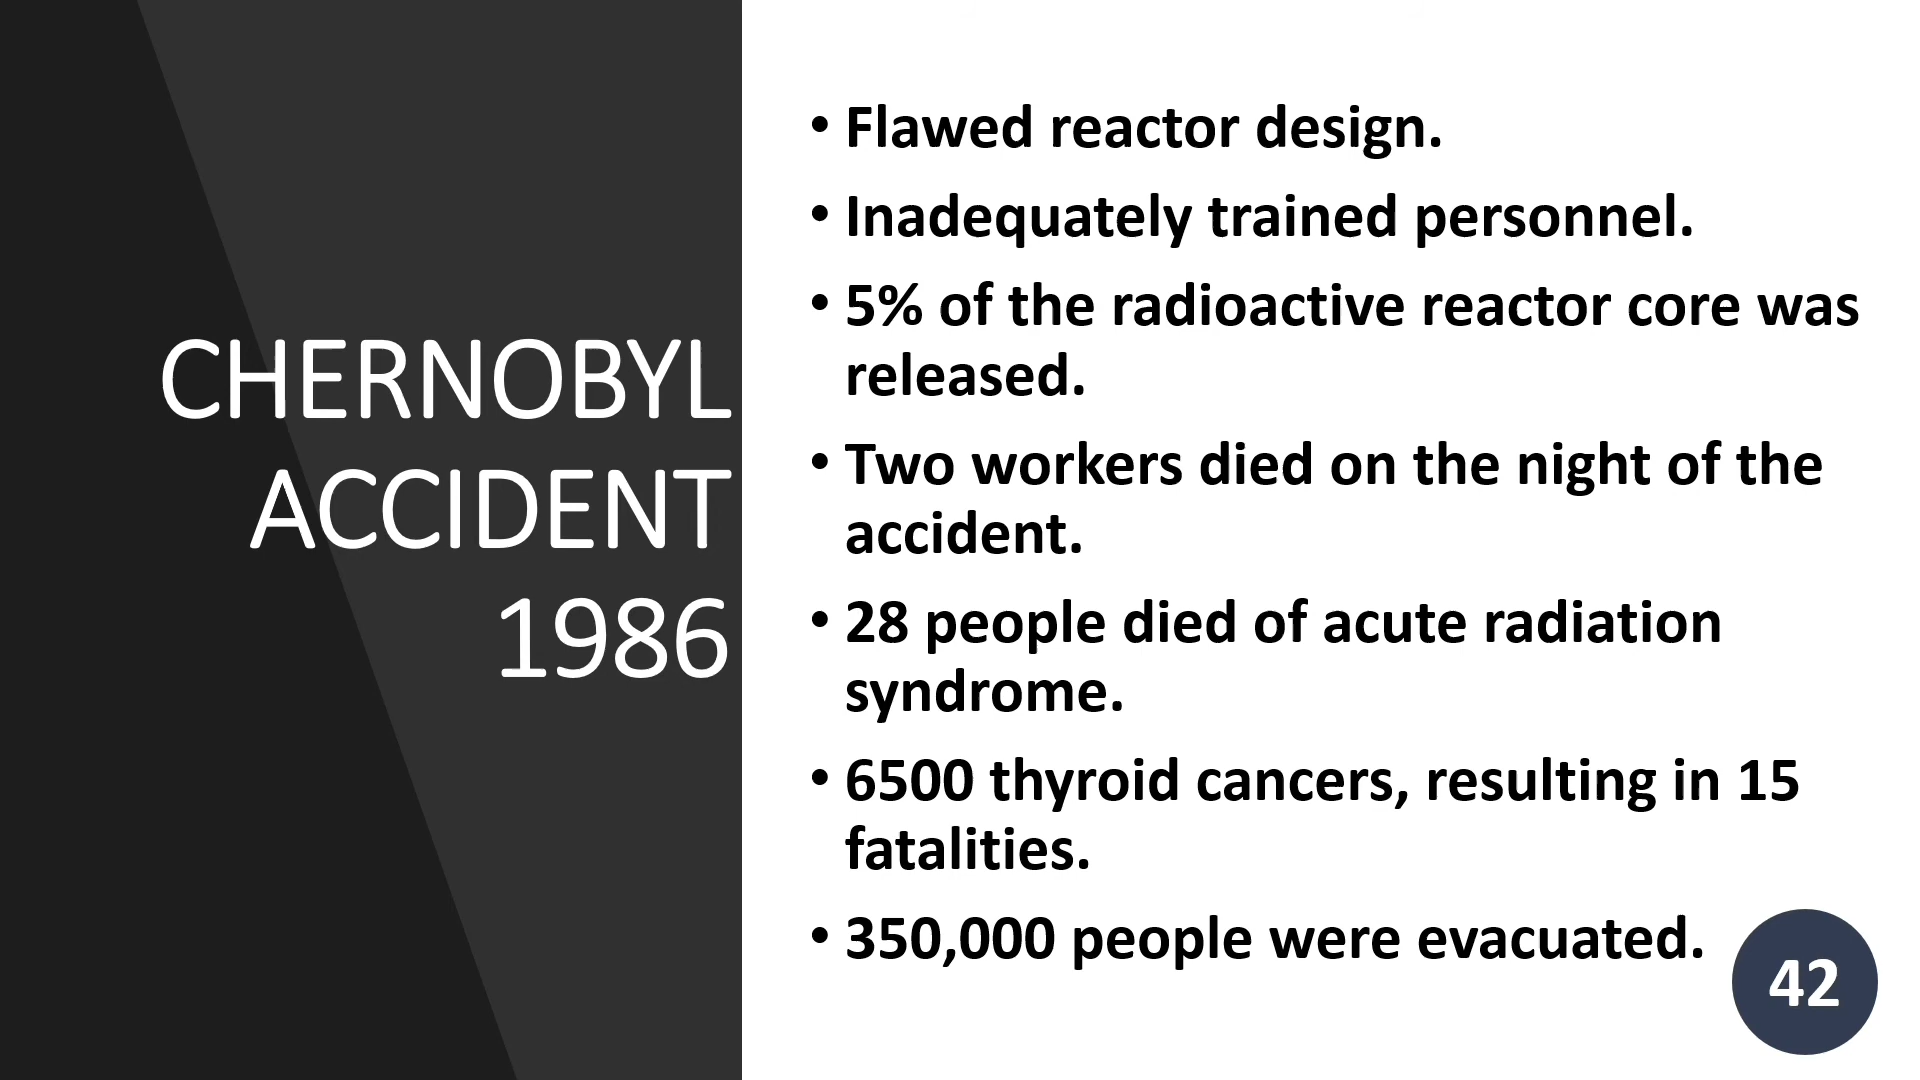 CHERNOBYL
ACCIDENT
1986
• Flawed reactor design.
• Inadequately trained personnel.
• 5% of the radioactive reactor core was
released.
• Two workers died on the night of the
accident.
• 28 people died of acute radiation
syndrome.
• 6500 thyroid cancers, resulting in 15
fatalities.
• 350,000 people were evacuated.
42